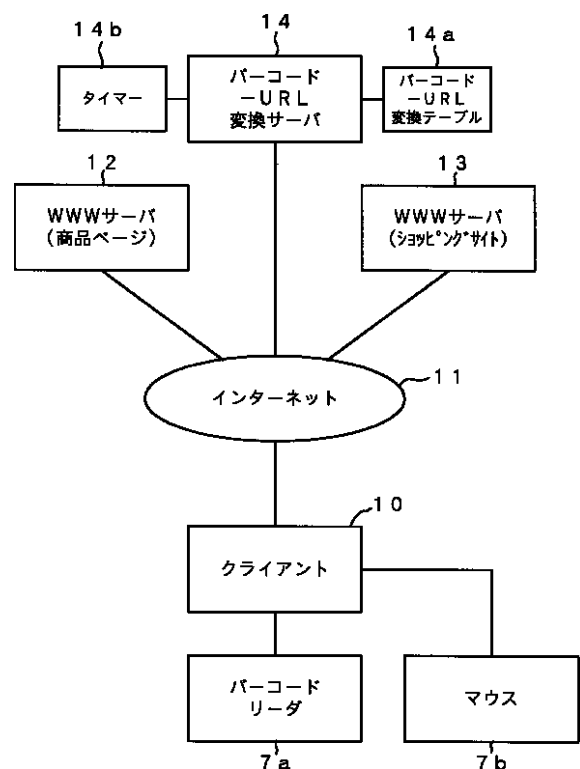 14b
14
14a
タイマー
バーコード
－URL
変換サーバ
バーコード
－URL
変換テーブル
12
13
WWWサーバ
(商品ページ)
WWWサーバ
(ｼｮｯﾋﾟﾝｸﾞｻｲﾄ)
インターネット
11
10
クライアント
バーコード
リーダ
マウス
7a
7b